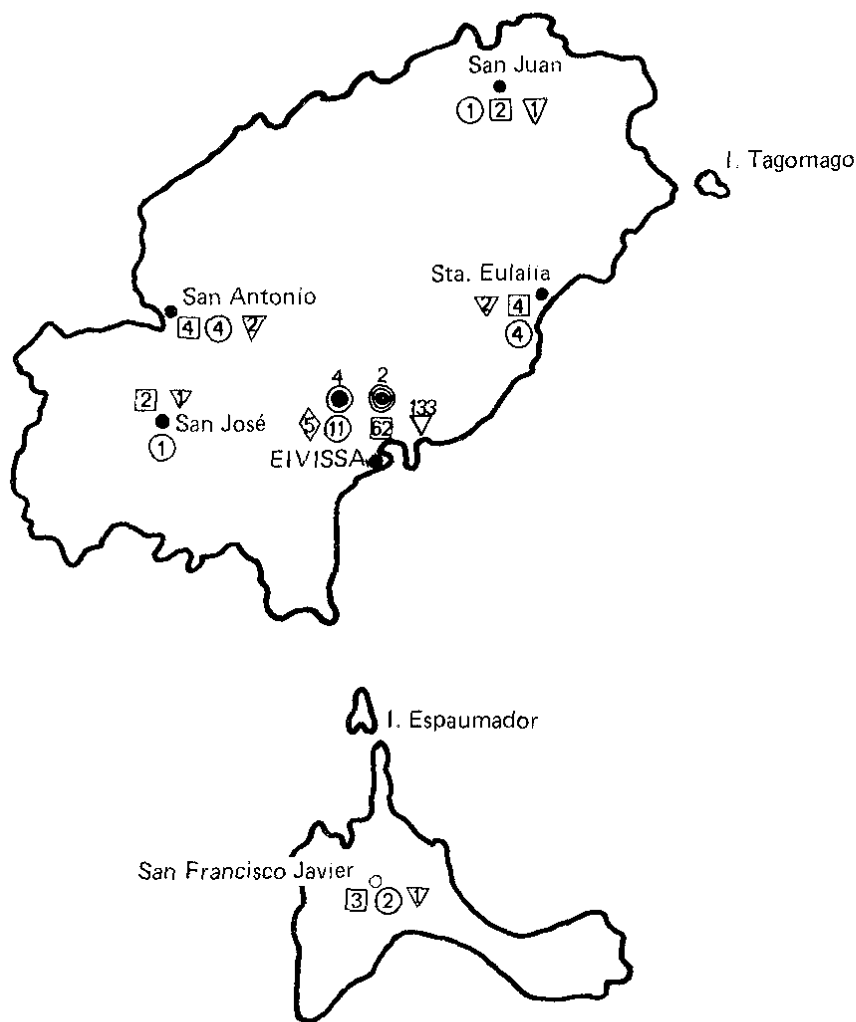 San Juan
1 2 1
I. Tagomago
Sta. Eulalia
2 4
4
San Antonio
4 4 2
4 2
2 1
133
San José
5 11 62
1
EIVISSA
I. Espaumador
San Francisco Javier
3 2 1